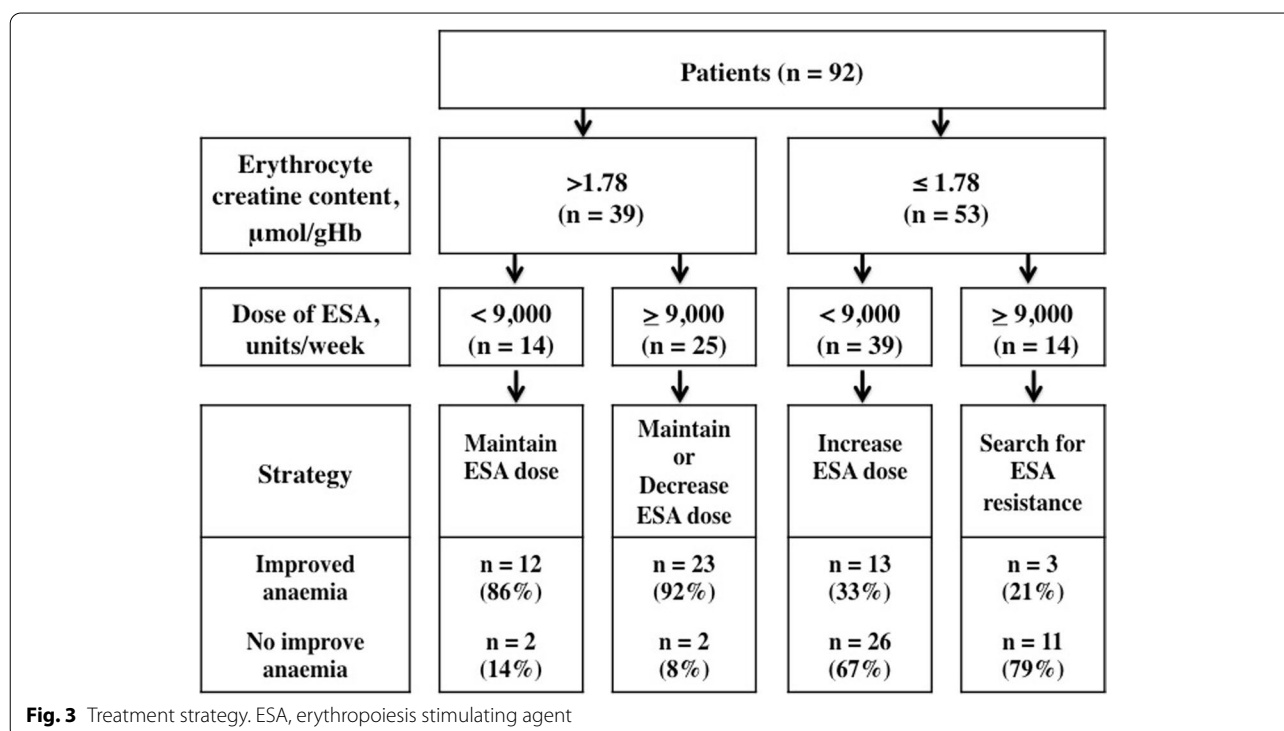 Patients (n = 92)
Erythrocyte
creatine content,
μmol/gHb
>1.78
(n = 39)
≤ 1.78
(n = 53)
Dose of ESA,
units/week
< 9,000
(n = 14)
≥ 9,000
(n = 25)
< 9,000
(n = 39)
≥ 9,000
(n = 14)
Strategy
Maintain
ESA dose
Maintain
or
Decrease
ESA dose
Increase
ESA dose
Search for
ESA
resistance
Improved
anaemia
n = 12
(86%)
n = 23
(92%)
n = 13
(33%)
n = 3
(21%)
No improve
anaemia
n = 2
(14%)
n = 2
(8%)
n = 26
(67%)
n = 11
(79%)
Fig. 3 Treatment strategy. ESA, erythropoiesis stimulating agent